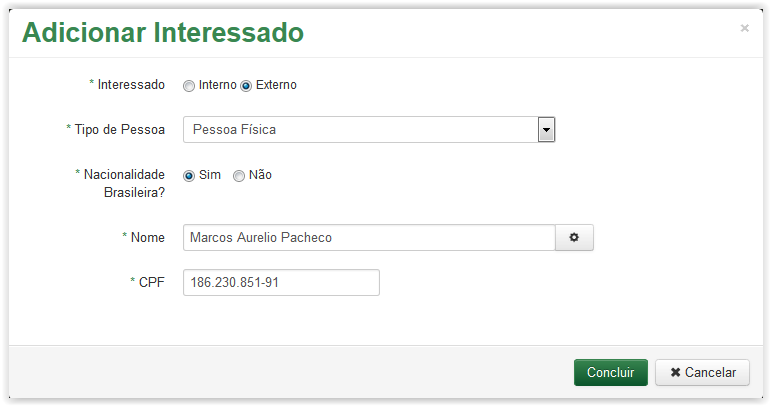 Adicionar Interessado ×
* Interessado Interno Externo
* Tipo de Pessoa Pessoa Física
* Nacionalidade Brasileira? Sim Não
* Nome Marcos Aurelio Pacheco
* CPF 186.230.851-91
Concluir ✖ Cancelar